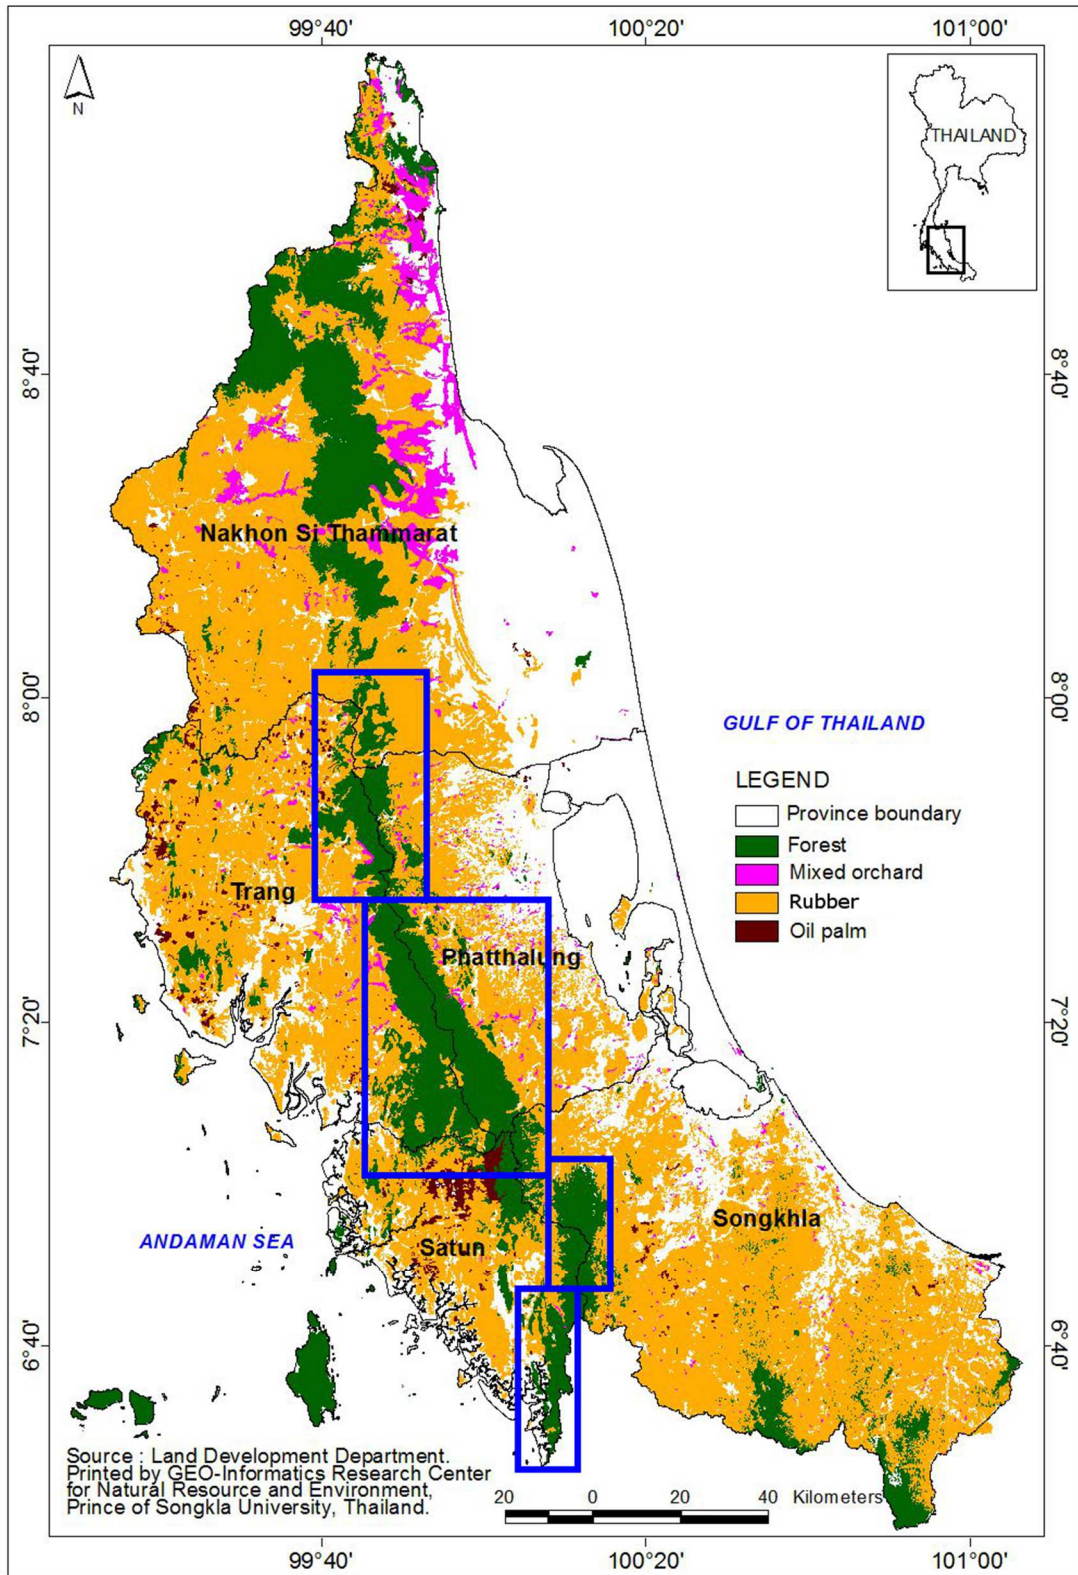 99°40'
100°20'
101°00'
N
THAILAND
8°40'
8°40'
Nakhon Si Thammarat
8°00'
8°00'
GULF OF THAILAND
LEGEND
Province boundary
Forest
Mixed orchard
Rubber
Oil palm
Trang
Phatthalung
7°20'
7°20'
Songkhla
ANDAMAN SEA
Satun
6°40'
6°40'
Source : Land Development Department.
Printed by GEO-Informatics Research Center
for Natural Resource and Environment,
Prince of Songkla University, Thailand.
20 0 20 40 Kilometers
99°40'
100°20'
101°00'